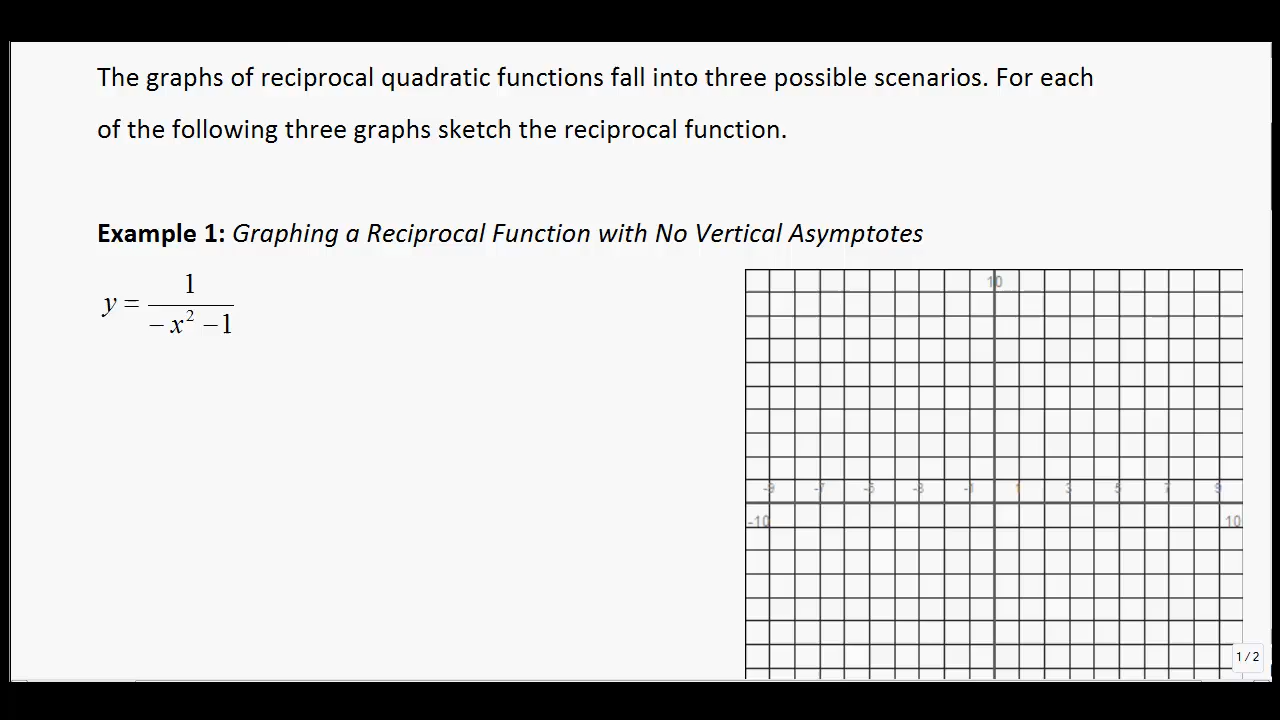 The graphs of reciprocal quadratic functions fall into three possible scenarios. For each
of the following three graphs sketch the reciprocal function.
Example 1: Graphing a Reciprocal Function with No Vertical Asymptotes
y = 1 / (−x² − 1)
10
-9 -7 -5 -3 -1 1 3 5 7 9
-10 10
1 / 2